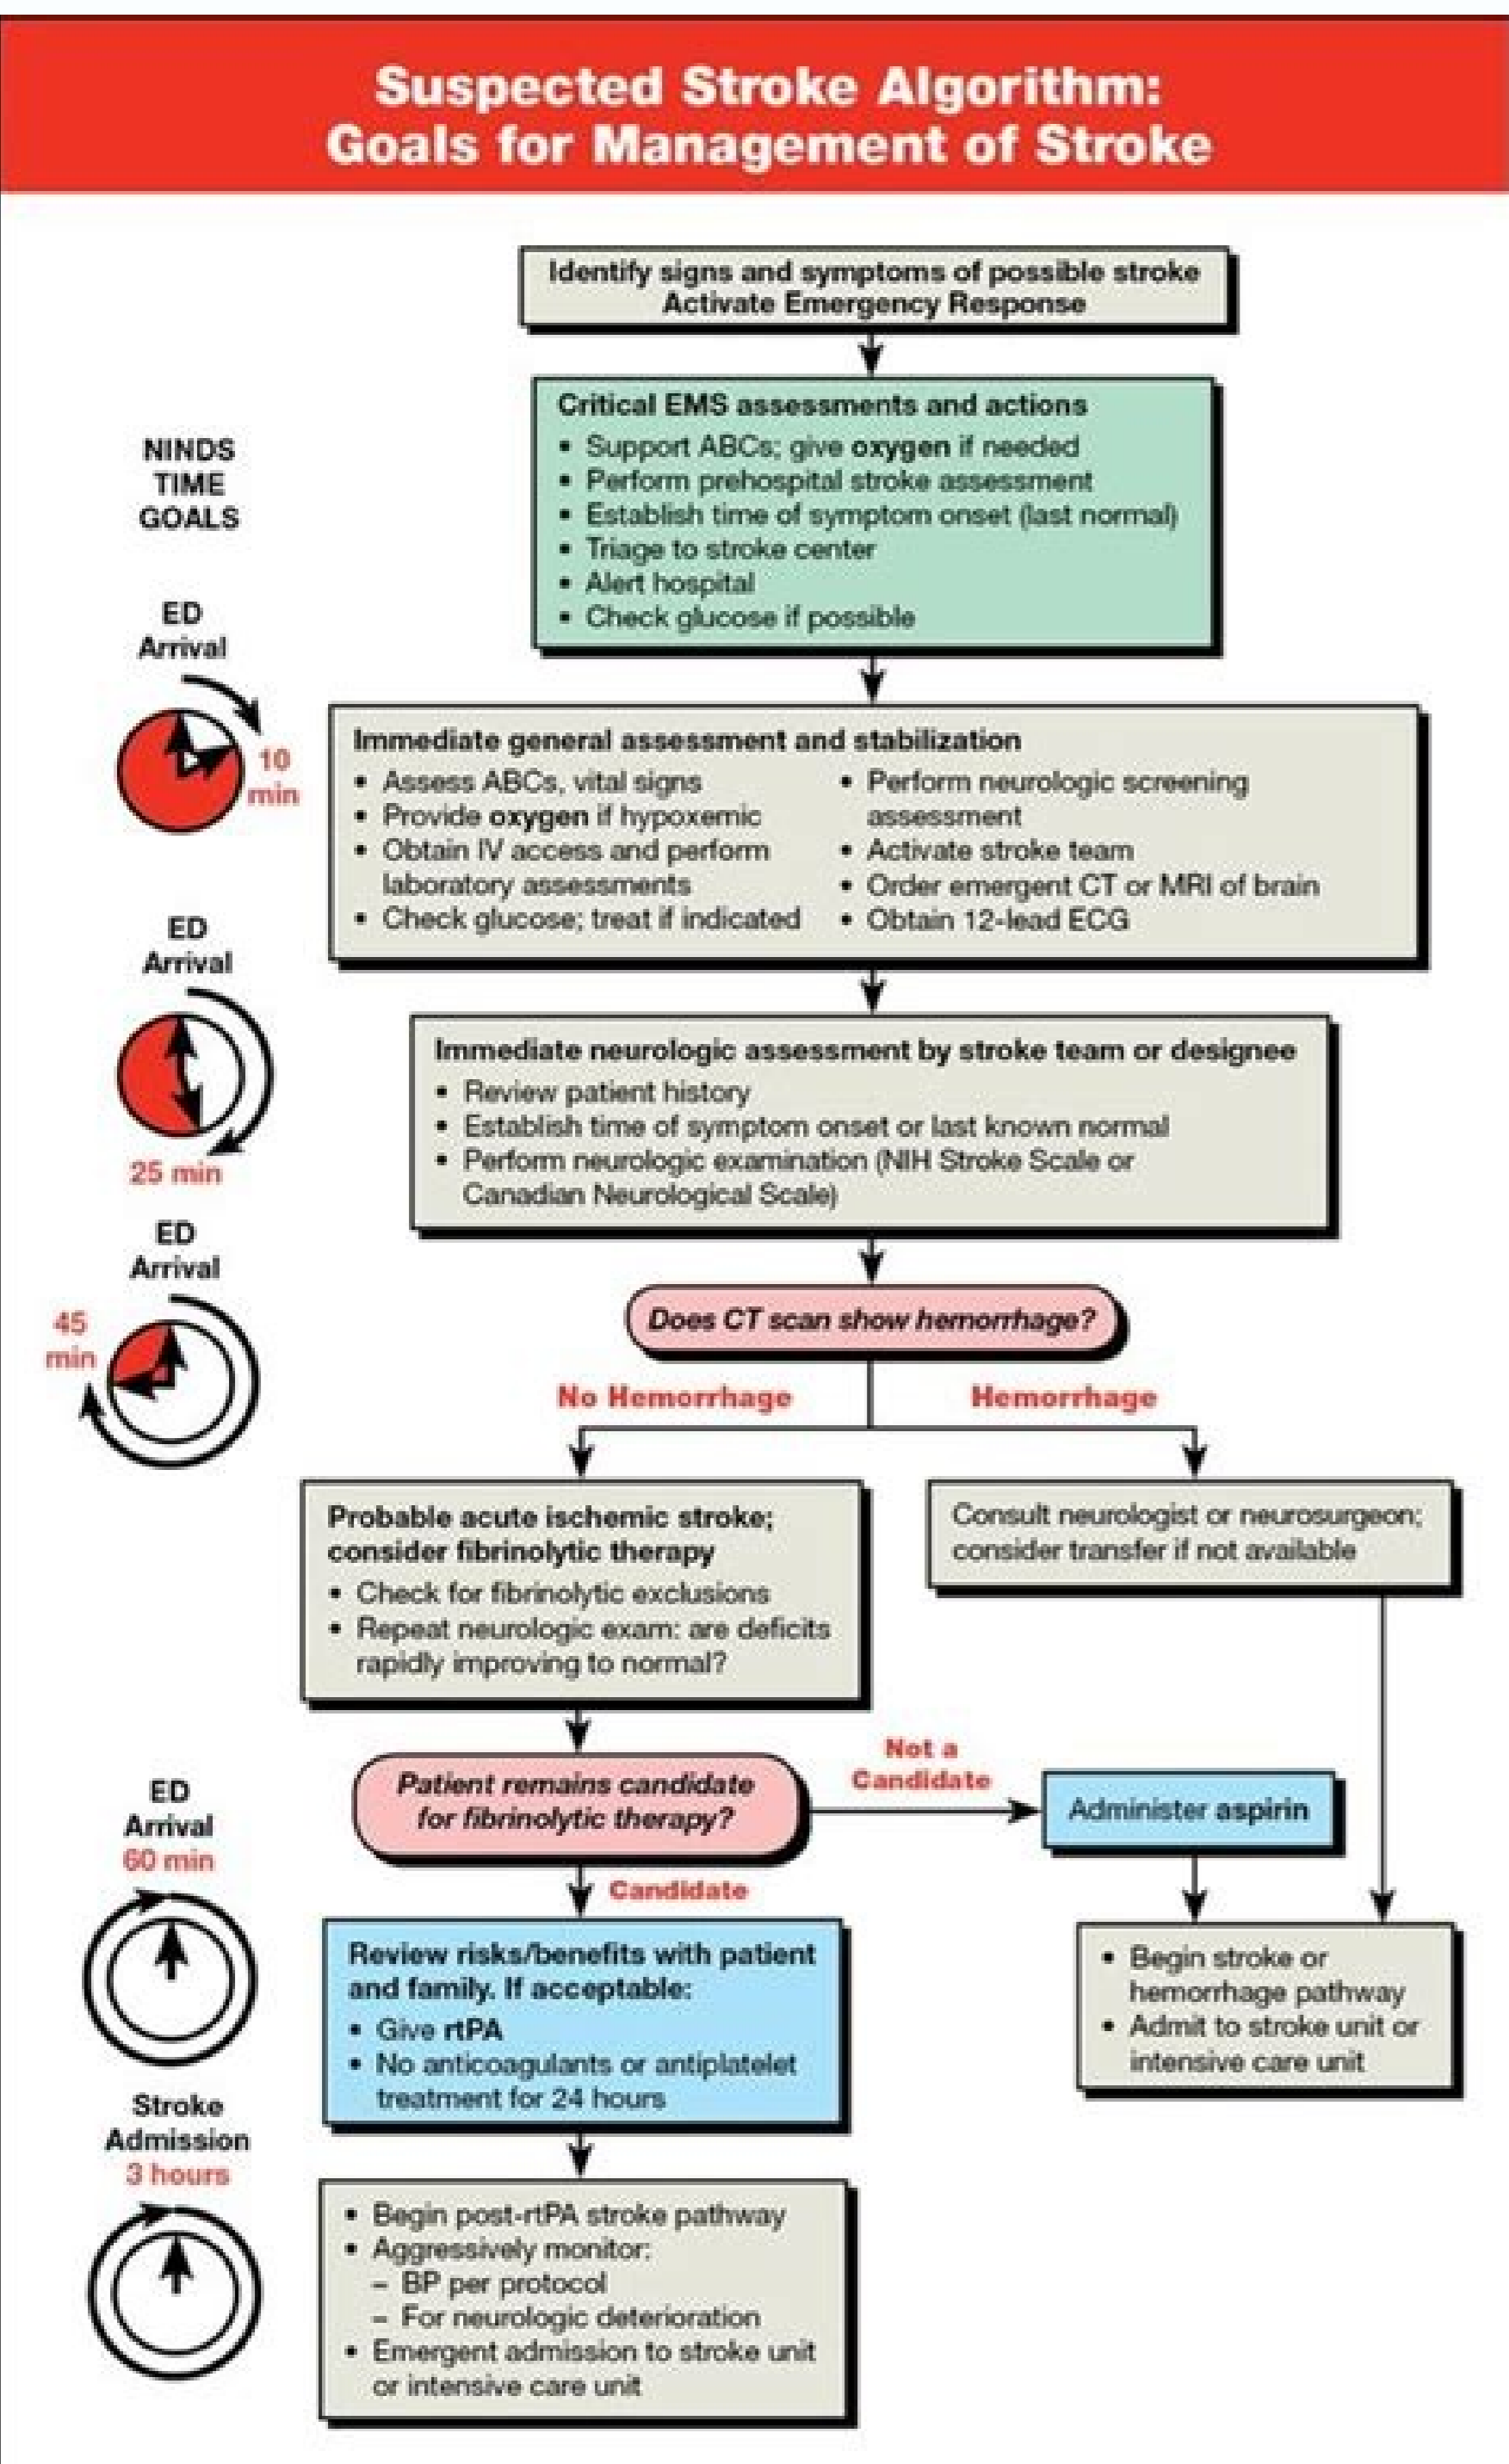 Suspected Stroke Algorithm:
Goals for Management of Stroke
Identify signs and symptoms of possible stroke
Activate Emergency Response
NINDS
TIME
GOALS
Critical EMS assessments and actions
• Support ABCs; give oxygen if needed
• Perform prehospital stroke assessment
• Establish time of symptom onset (last normal)
• Triage to stroke center
• Alert hospital
• Check glucose if possible
ED
Arrival
10
min
Immediate general assessment and stabilization
• Assess ABCs, vital signs
• Provide oxygen if hypoxemic
• Obtain IV access and perform
laboratory assessments
• Check glucose; treat if indicated
• Perform neurologic screening
assessment
• Activate stroke team
• Order emergent CT or MRI of brain
• Obtain 12-lead ECG
ED
Arrival
25 min
Immediate neurologic assessment by stroke team or designee
• Review patient history
• Establish time of symptom onset or last known normal
• Perform neurologic examination (NIH Stroke Scale or
Canadian Neurological Scale)
ED
Arrival
45
min
Does CT scan show hemorrhage?
No Hemorrhage
Hemorrhage
Probable acute ischemic stroke;
consider fibrinolytic therapy
• Check for fibrinolytic exclusions
• Repeat neurologic exam: are deficits
rapidly improving to normal?
Consult neurologist or neurosurgeon;
consider transfer if not available
Patient remains candidate
for fibrinolytic therapy?
Not a
Candidate
Administer aspirin
ED
Arrival
60 min
Candidate
Review risks/benefits with patient
and family. If acceptable:
• Give rtPA
• No anticoagulants or antiplatelet
treatment for 24 hours
• Begin stroke or
hemorrhage pathway
• Admit to stroke unit or
intensive care unit
Stroke
Admission
3 hours
• Begin post-rtPA stroke pathway
• Aggressively monitor:
– BP per protocol
– For neurologic deterioration
• Emergent admission to stroke unit
or intensive care unit